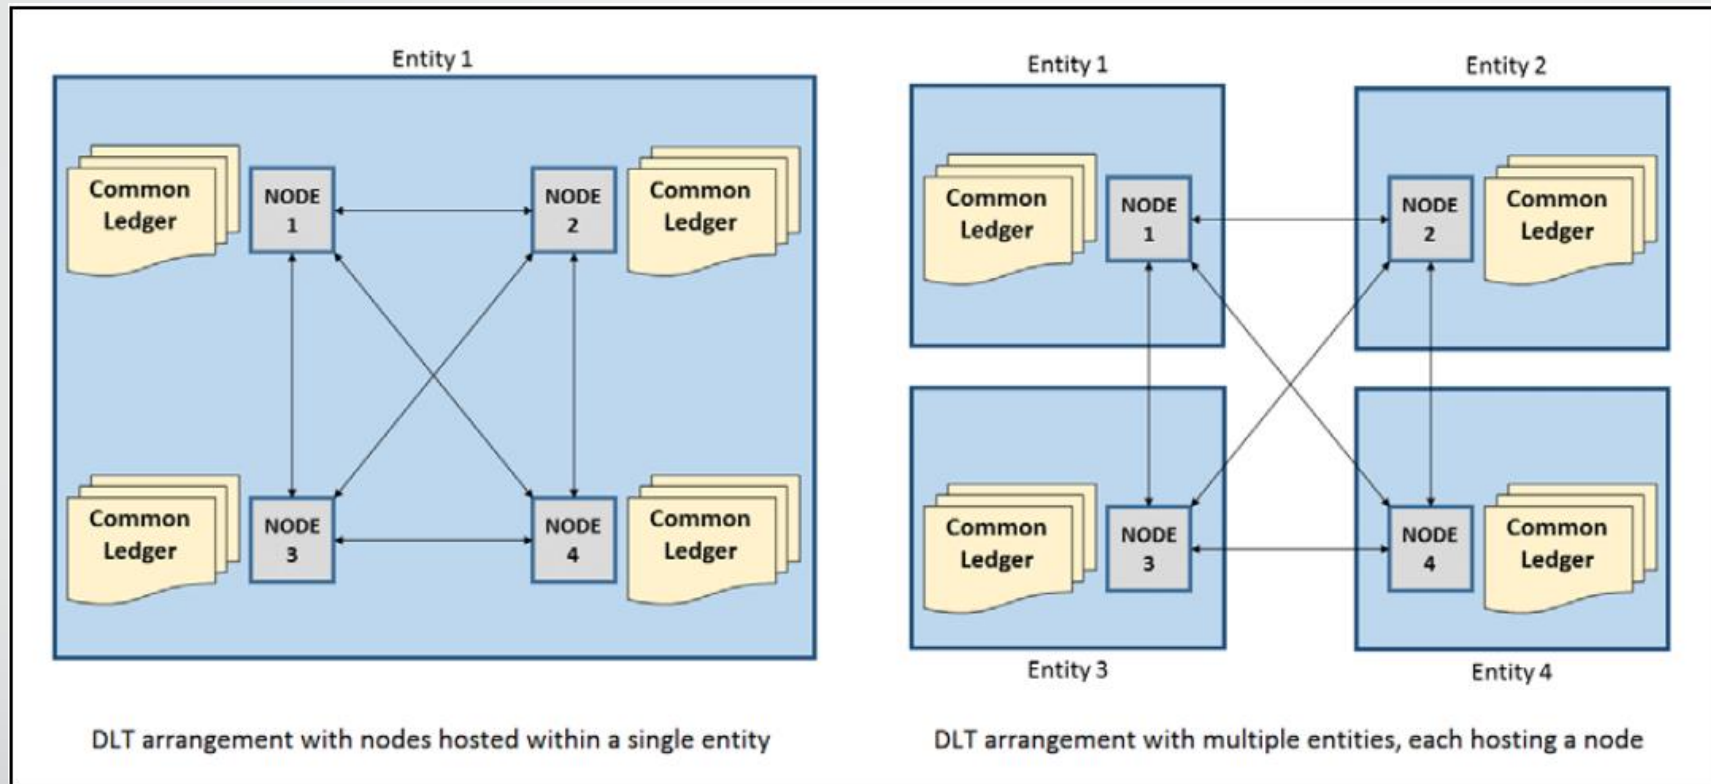 Entity 1
Common
Ledger
NODE
1
NODE
2
Common
Ledger
Common
Ledger
NODE
3
NODE
4
Common
Ledger
DLT arrangement with nodes hosted within a single entity
Entity 1
Entity 2
Common
Ledger
NODE
1
NODE
2
Common
Ledger
Common
Ledger
NODE
3
NODE
4
Common
Ledger
Entity 3
Entity 4
DLT arrangement with multiple entities, each hosting a node